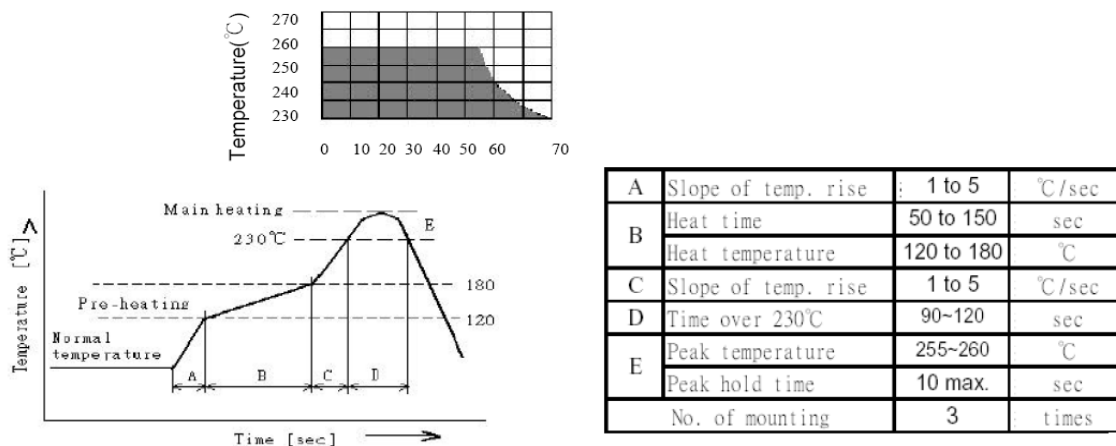 270
260
250
240
230
Temperature(℃)
0 10 20 30 40 50 60 70
Temperature [℃]
Main heating
E
230℃
180
Pre-heating
120
Normal
temperature
A B C D
Time [sec]
A Slope of temp. rise : 1 to 5 ℃/sec
B Heat time 50 to 150 sec
Heat temperature 120 to 180 ℃
C Slope of temp. rise 1 to 5 ℃/sec
D Time over 230℃ 90~120 sec
E Peak temperature 255~260 ℃
Peak hold time 10 max. sec
No. of mounting 3 times